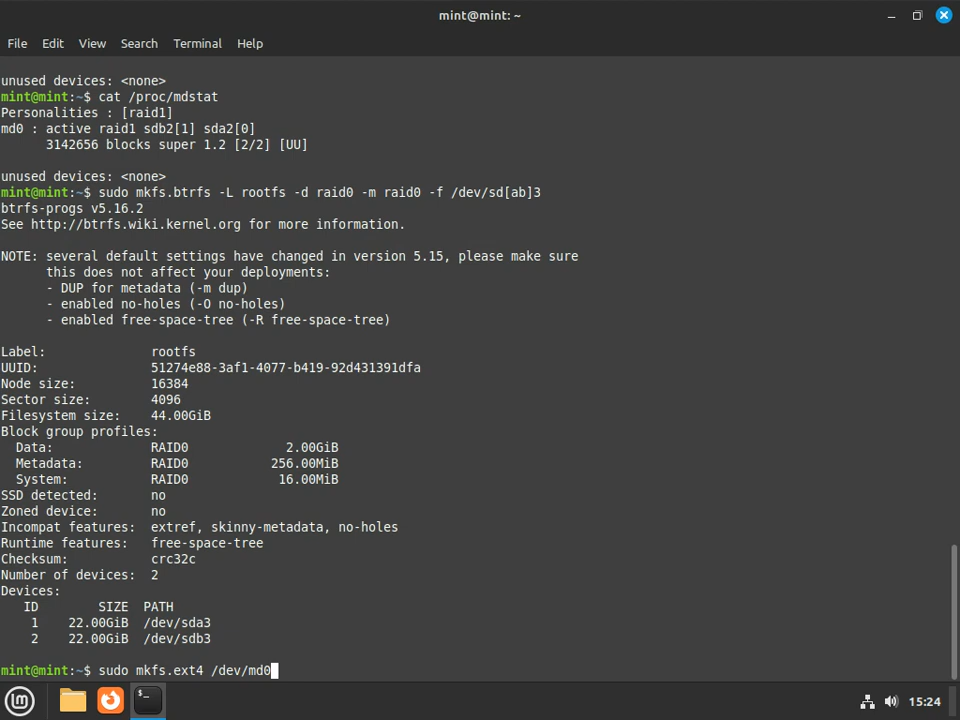 mint@mint: ~
File Edit View Search Terminal Help
unused devices: <none>
mint@mint:~$ cat /proc/mdstat
Personalities : [raid1]
md0 : active raid1 sdb2[1] sda2[0]
      3142656 blocks super 1.2 [2/2] [UU]
unused devices: <none>
mint@mint:~$ sudo mkfs.btrfs -L rootfs -d raid0 -m raid0 -f /dev/sd[ab]3
btrfs-progs v5.16.2
See http://btrfs.wiki.kernel.org for more information.
NOTE: several default settings have changed in version 5.15, please make sure
      this does not affect your deployments:
      - DUP for metadata (-m dup)
      - enabled no-holes (-O no-holes)
      - enabled free-space-tree (-R free-space-tree)
Label:              rootfs
UUID:               51274e88-3af1-4077-b419-92d431391dfa
Node size:          16384
Sector size:        4096
Filesystem size:    44.00GiB
Block group profiles:
  Data:             RAID0             2.00GiB
  Metadata:         RAID0           256.00MiB
  System:           RAID0            16.00MiB
SSD detected:       no
Zoned device:       no
Incompat features:  extref, skinny-metadata, no-holes
Runtime features:   free-space-tree
Checksum:           crc32c
Number of devices:  2
Devices:
   ID        SIZE  PATH
    1    22.00GiB  /dev/sda3
    2    22.00GiB  /dev/sdb3
mint@mint:~$ sudo mkfs.ext4 /dev/md0
15:24